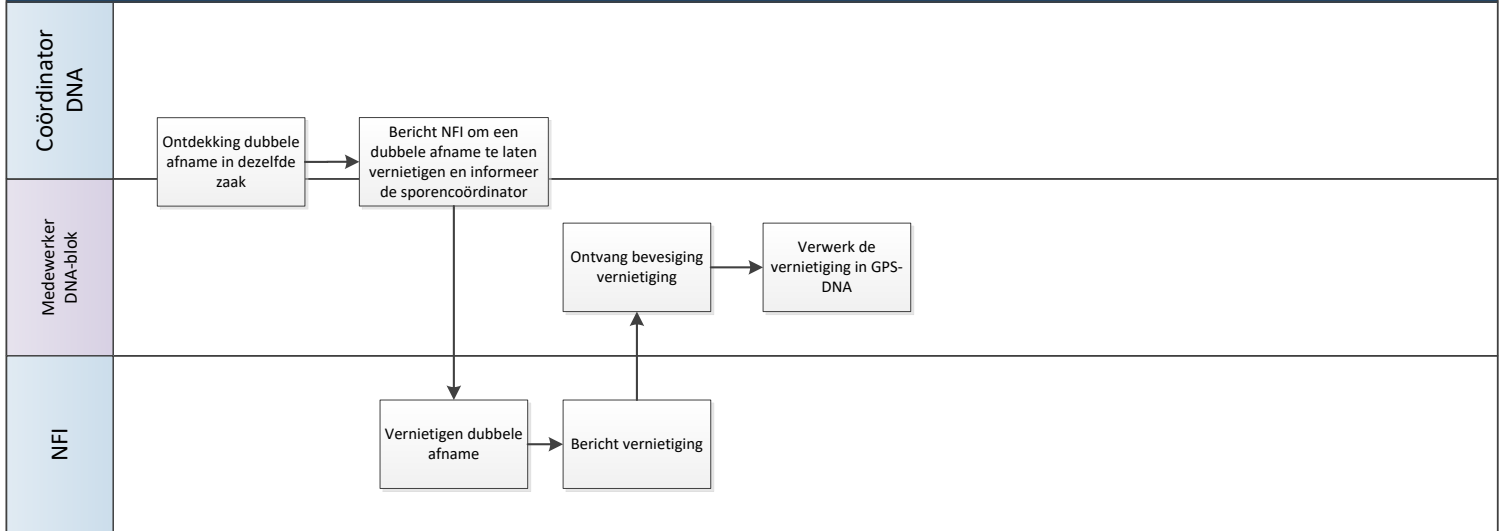 Coördinator
DNA
Ontdekking dubbele
afname in dezelfde
zaak
Bericht NFI om een
dubbele afname te laten
vernietigen en informeer
de sporencoördinator
Medewerker
DNA-blok
Ontvang bevesiging
vernietiging
Verwerk de
vernietiging in GPS-
DNA
NFI
Vernietigen dubbele
afname
Bericht vernietiging